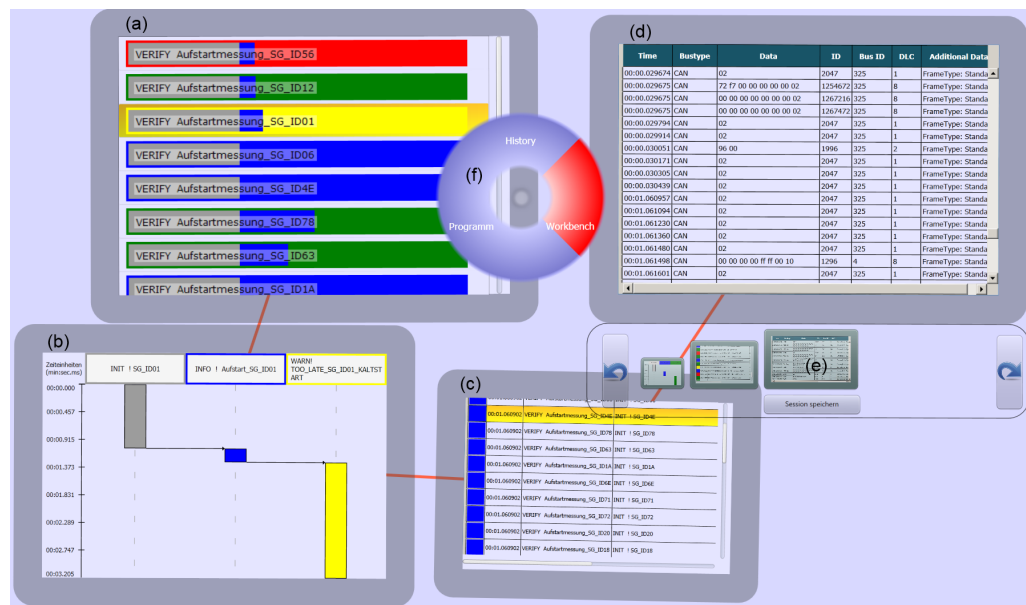 (a)
VERIFY Aufstartmessung_SG_ID56
VERIFY Aufstartmessung_SG_ID12
VERIFY Aufstartmessung_SG_ID01
VERIFY Aufstartmessung_SG_ID06
VERIFY Aufstartmessung_SG_ID4E
VERIFY Aufstartmessung_SG_ID78
VERIFY Aufstartmessung_SG_ID63
VERIFY Aufstartmessung_SG_ID1A
(f)
History
Programm
Workbench
(d)
Time Bustype Data ID Bus ID DLC Additional Data
00:00.029674 CAN 02 2047 325 1 FrameType: Standa
00:00.029675 CAN 72 f7 00 00 00 00 00 02 1254672 325 8 FrameType: Standa
00:00.029675 CAN 00 00 00 00 00 00 00 02 1267216 325 8 FrameType: Standa
00:00.029675 CAN 00 00 00 00 00 00 00 02 1267472 325 8 FrameType: Standa
00:00.029794 CAN 02 2047 325 1 FrameType: Standa
00:00.029914 CAN 02 2047 325 1 FrameType: Standa
00:00.030051 CAN 96 00 1996 325 2 FrameType: Standa
00:00.030171 CAN 02 2047 325 1 FrameType: Standa
00:00.030305 CAN 02 2047 325 1 FrameType: Standa
00:00.030439 CAN 02 2047 325 1 FrameType: Standa
00:01.060957 CAN 02 2047 325 1 FrameType: Standa
00:01.061094 CAN 02 2047 325 1 FrameType: Standa
00:01.061230 CAN 02 2047 325 1 FrameType: Standa
00:01.061360 CAN 02 2047 325 1 FrameType: Standa
00:01.061480 CAN 02 2047 325 1 FrameType: Standa
00:01.061498 CAN 00 00 00 00 ff ff 00 10 1296 4 8 FrameType: Standa
00:01.061601 CAN 02 2047 325 1 FrameType: Standa
(b)
Zeiteinheiten
(min:sec.ms)
INIT ! SG_ID01
INFO ! Aufstart_SG_ID01
WARN!
TOO_LATE_SG_ID01_KALTST
ART
00:00.000
00:00.457
00:00.915
00:01.373
00:01.831
00:02.289
00:02.747
00:03.205
(c)
00:01.060902 VERIFY Aufstartmessung_SG_ID4E INIT ! SG_ID4E
00:01.060902 VERIFY Aufstartmessung_SG_ID78 INIT ! SG_ID78
00:01.060902 VERIFY Aufstartmessung_SG_ID63 INIT ! SG_ID63
00:01.060902 VERIFY Aufstartmessung_SG_ID1A INIT ! SG_ID1A
00:01.060902 VERIFY Aufstartmessung_SG_ID6E INIT ! SG_ID6E
00:01.060902 VERIFY Aufstartmessung_SG_ID71 INIT ! SG_ID71
00:01.060902 VERIFY Aufstartmessung_SG_ID72 INIT ! SG_ID72
00:01.060902 VERIFY Aufstartmessung_SG_ID20 INIT ! SG_ID20
00:01.060902 VERIFY Aufstartmessung_SG_ID18 INIT ! SG_ID18
(e)
Session speichern